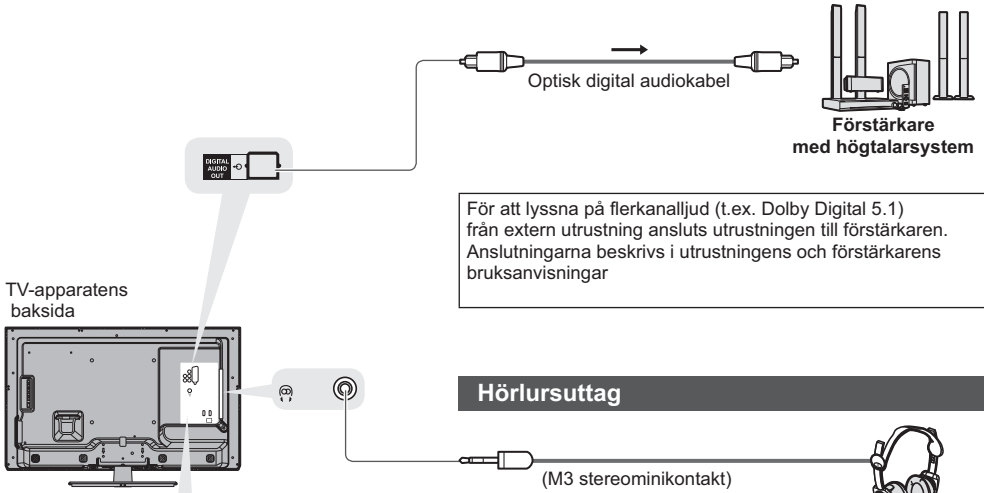 Optisk digital audiokabel
Förstärkare
med högtalarsystem
DIGITAL
AUDIO
OUT
För att lyssna på flerkanalljud (t.ex. Dolby Digital 5.1)
från extern utrustning ansluts utrustningen till förstärkaren.
Anslutningarna beskrivs i utrustningens och förstärkarens
bruksanvisningar
TV-apparatens
baksida
Hörlursuttag
(M3 stereominikontakt)